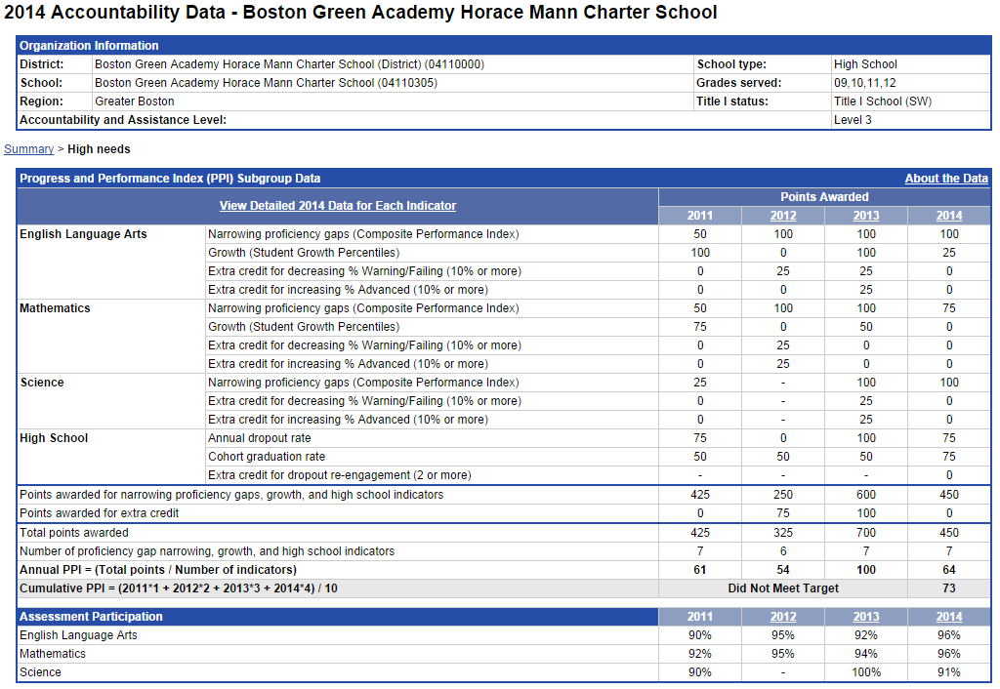 2014 Accountability Data - Boston Green Academy Horace Mann Charter School
Organization Information
District: Boston Green Academy Horace Mann Charter School (District) (04110000) School type: High School
School: Boston Green Academy Horace Mann Charter School (04110305) Grades served: 09,10,11,12
Region: Greater Boston Title I status: Title I School (SW)
Accountability and Assistance Level: Level 3
Summary > High needs
Progress and Performance Index (PPI) Subgroup Data About the Data
View Detailed 2014 Data for Each Indicator Points Awarded
2011 2012 2013 2014
English Language Arts Narrowing proficiency gaps (Composite Performance Index) 50 100 100 100
Growth (Student Growth Percentiles) 100 0 100 25
Extra credit for decreasing % Warning/Failing (10% or more) 0 25 25 0
Extra credit for increasing % Advanced (10% or more) 0 0 25 0
Mathematics Narrowing proficiency gaps (Composite Performance Index) 50 100 100 75
Growth (Student Growth Percentiles) 75 0 50 0
Extra credit for decreasing % Warning/Failing (10% or more) 0 25 0 0
Extra credit for increasing % Advanced (10% or more) 0 25 0 0
Science Narrowing proficiency gaps (Composite Performance Index) 25 - 100 100
Extra credit for decreasing % Warning/Failing (10% or more) 0 - 25 0
Extra credit for increasing % Advanced (10% or more) 0 - 25 0
High School Annual dropout rate 75 0 100 75
Cohort graduation rate 50 50 50 75
Extra credit for dropout re-engagement (2 or more) - - - 0
Points awarded for narrowing proficiency gaps, growth, and high school indicators 425 250 600 450
Points awarded for extra credit 0 75 100 0
Total points awarded 425 325 700 450
Number of proficiency gap narrowing, growth, and high school indicators 7 6 7 7
Annual PPI = (Total points / Number of indicators) 61 54 100 64
Cumulative PPI = (2011*1 + 2012*2 + 2013*3 + 2014*4) / 10 Did Not Meet Target 73
Assessment Participation 2011 2012 2013 2014
English Language Arts 90% 95% 92% 96%
Mathematics 92% 95% 94% 96%
Science 90% - 100% 91%